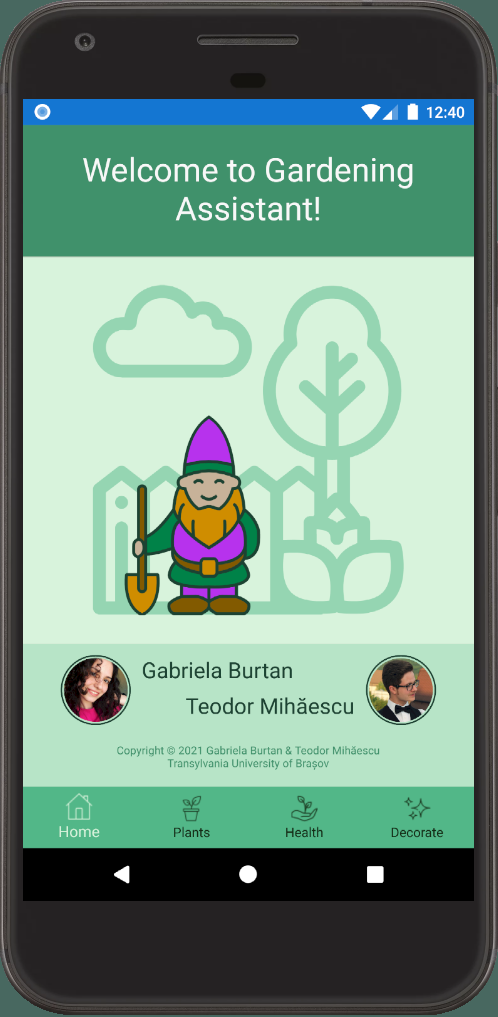 12:40
Welcome to Gardening
Assistant!
Gabriela Burtan
Teodor Mihăescu
Copyright © 2021 Gabriela Burtan & Teodor Mihăescu
Transylvania University of Brașov
Home
Plants
Health
Decorate